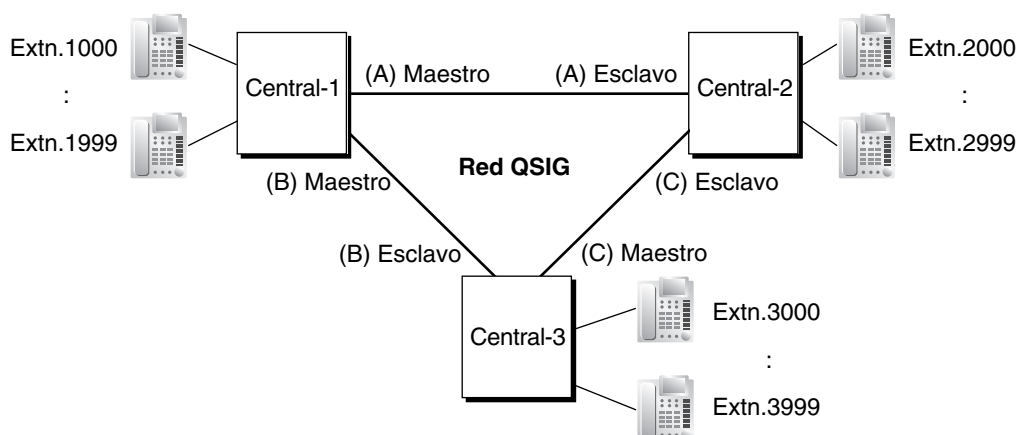 Extn.1000
:
Extn.1999
Central-1
(A) Maestro
(A) Esclavo
Central-2
Extn.2000
:
Extn.2999
(B) Maestro
Red QSIG
(C) Esclavo
(B) Esclavo
(C) Maestro
Central-3
Extn.3000
:
Extn.3999